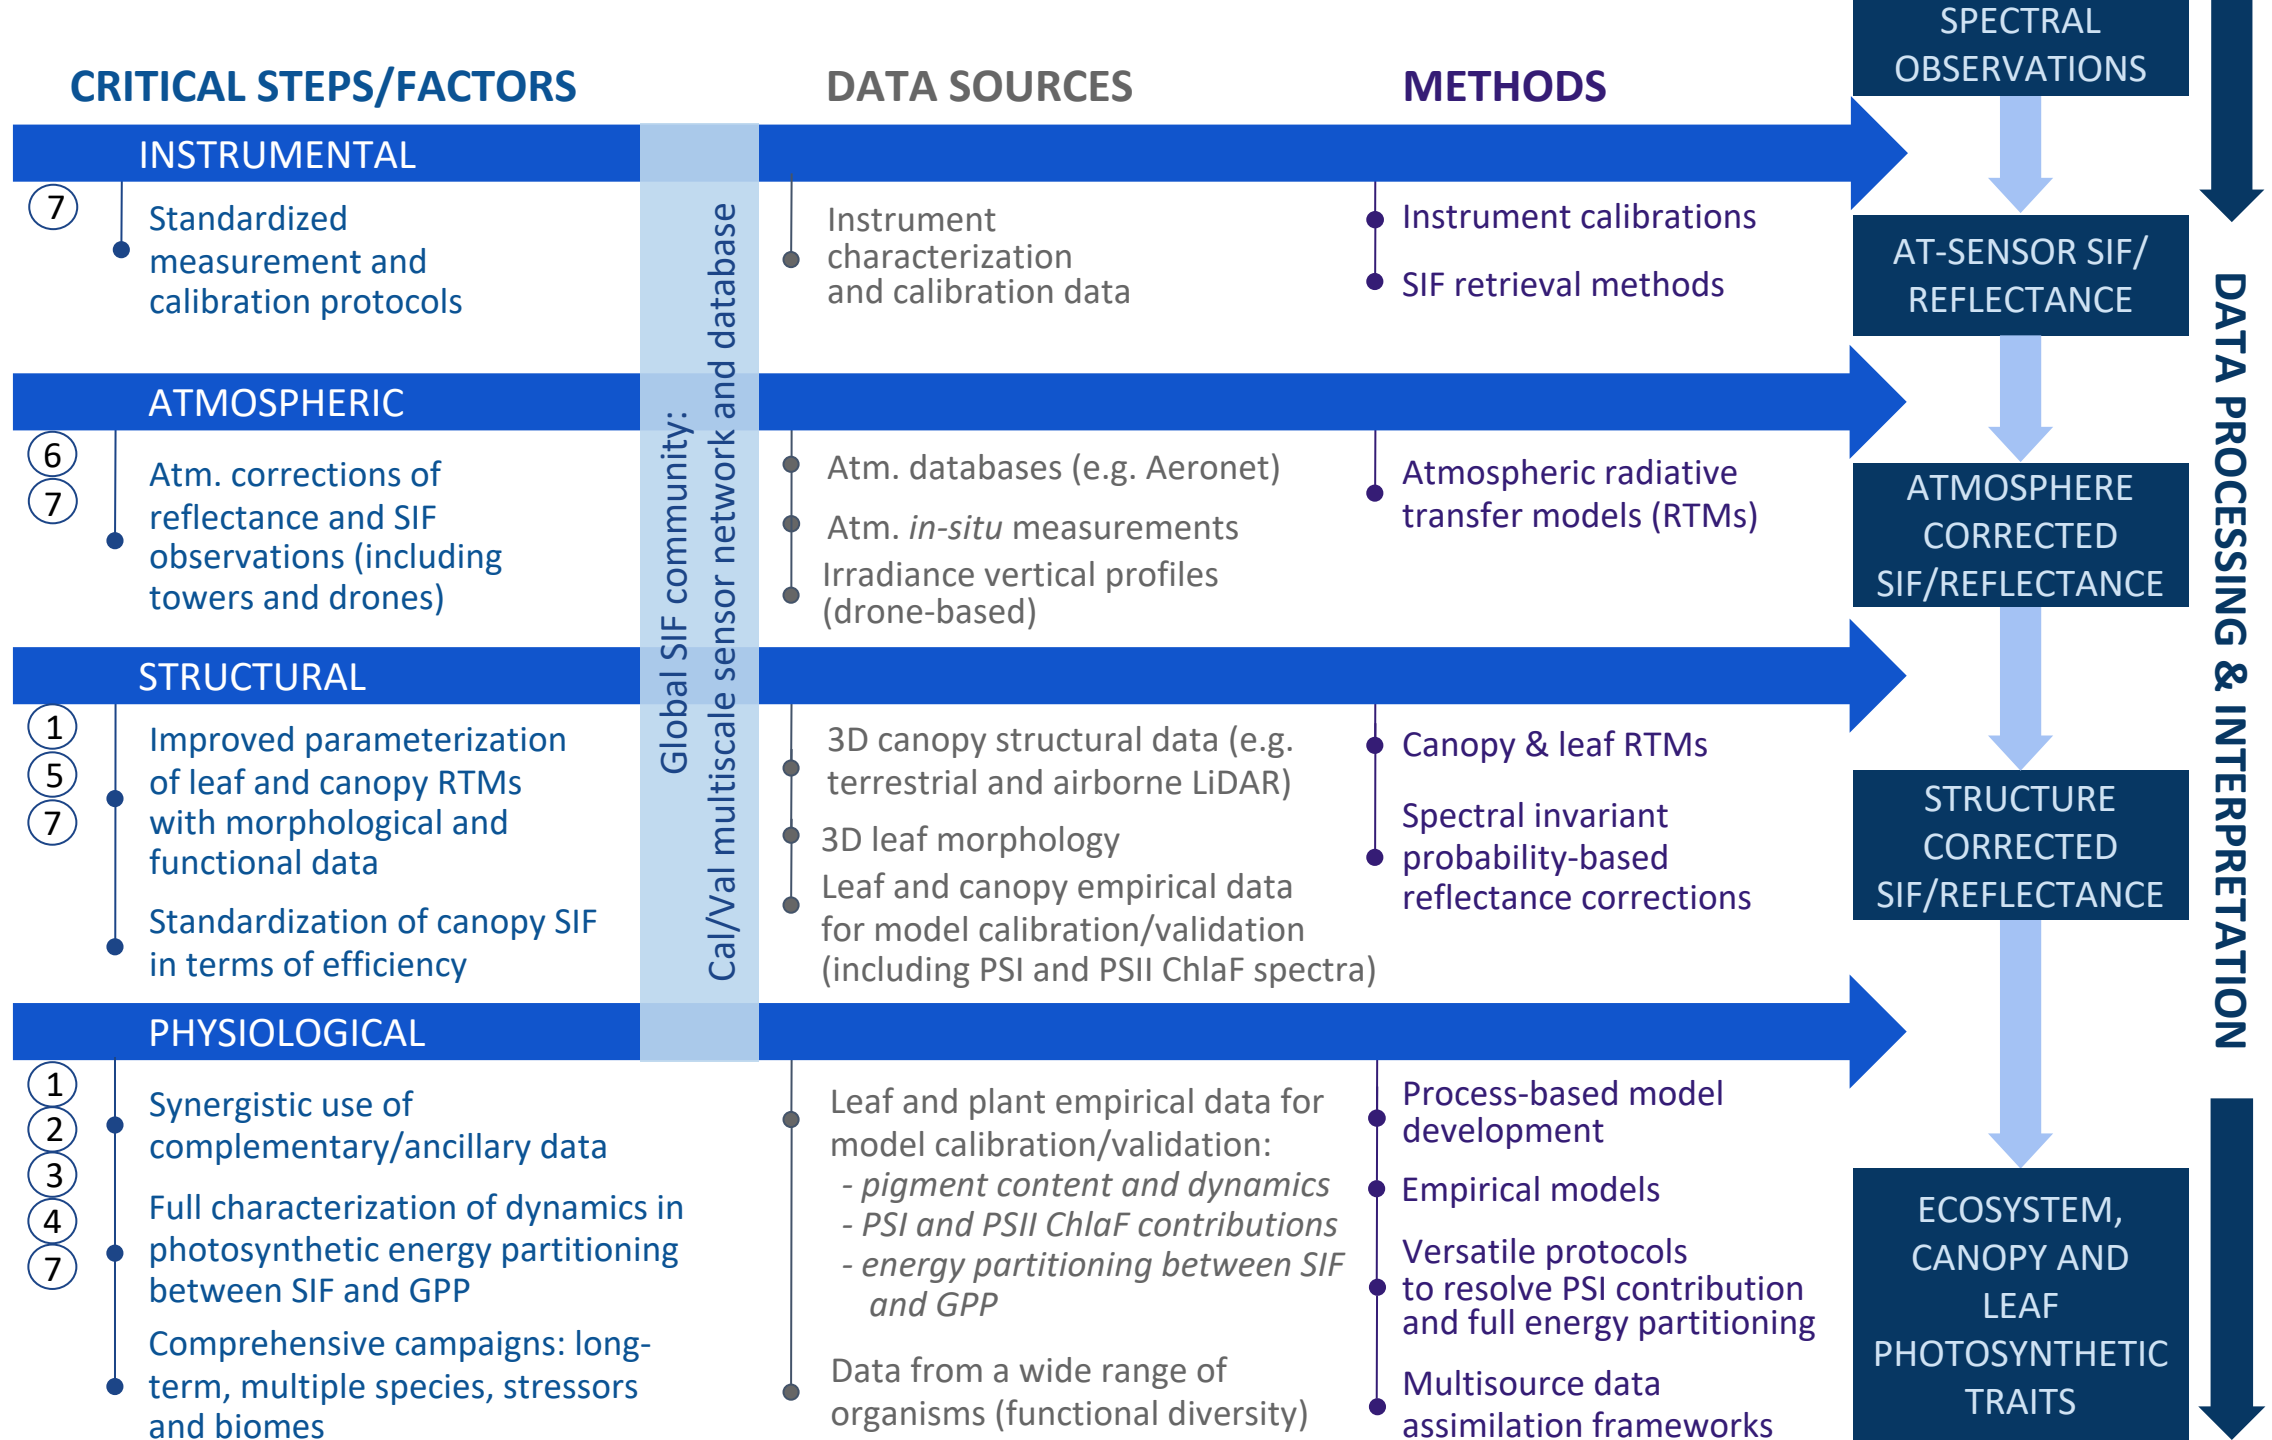 CRITICAL STEPS/FACTORS
DATA SOURCES
METHODS
SPECTRAL
OBSERVATIONS
INSTRUMENTAL
7
Standardized
measurement and
calibration protocols
Instrument
characterization
and calibration data
Instrument calibrations
SIF retrieval methods
AT-SENSOR SIF/
REFLECTANCE
ATMOSPHERIC
6
7
Atm. corrections of
reflectance and SIF
observations (including
towers and drones)
Atm. databases (e.g. Aeronet)
Atm. in-situ measurements
Irradiance vertical profiles
(drone-based)
Atmospheric radiative
transfer models (RTMs)
ATMOSPHERE
CORRECTED
SIF/REFLECTANCE
STRUCTURAL
1
5
7
Improved parameterization
of leaf and canopy RTMs
with morphological and
functional data
Standardization of canopy SIF
in terms of efficiency
3D canopy structural data (e.g.
terrestrial and airborne LiDAR)
3D leaf morphology
Leaf and canopy empirical data
for model calibration/validation
(including PSI and PSII ChlaF spectra)
Canopy & leaf RTMs
Spectral invariant
probability-based
reflectance corrections
STRUCTURE
CORRECTED
SIF/REFLECTANCE
PHYSIOLOGICAL
1
2
3
4
7
Synergistic use of
complementary/ancillary data
Full characterization of dynamics in
photosynthetic energy partitioning
between SIF and GPP
Comprehensive campaigns: long-
term, multiple species, stressors
and biomes
Leaf and plant empirical data for
model calibration/validation:
- pigment content and dynamics
- PSI and PSII ChlaF contributions
- energy partitioning between SIF
and GPP
Data from a wide range of
organisms (functional diversity)
Process-based model
development
Empirical models
Versatile protocols
to resolve PSI contribution
and full energy partitioning
Multisource data
assimilation frameworks
ECOSYSTEM,
CANOPY AND
LEAF
PHOTOSYNTHETIC
TRAITS
Global SIF community:
Cal/Val multiscale sensor network and database
DATA PROCESSING & INTERPRETATION